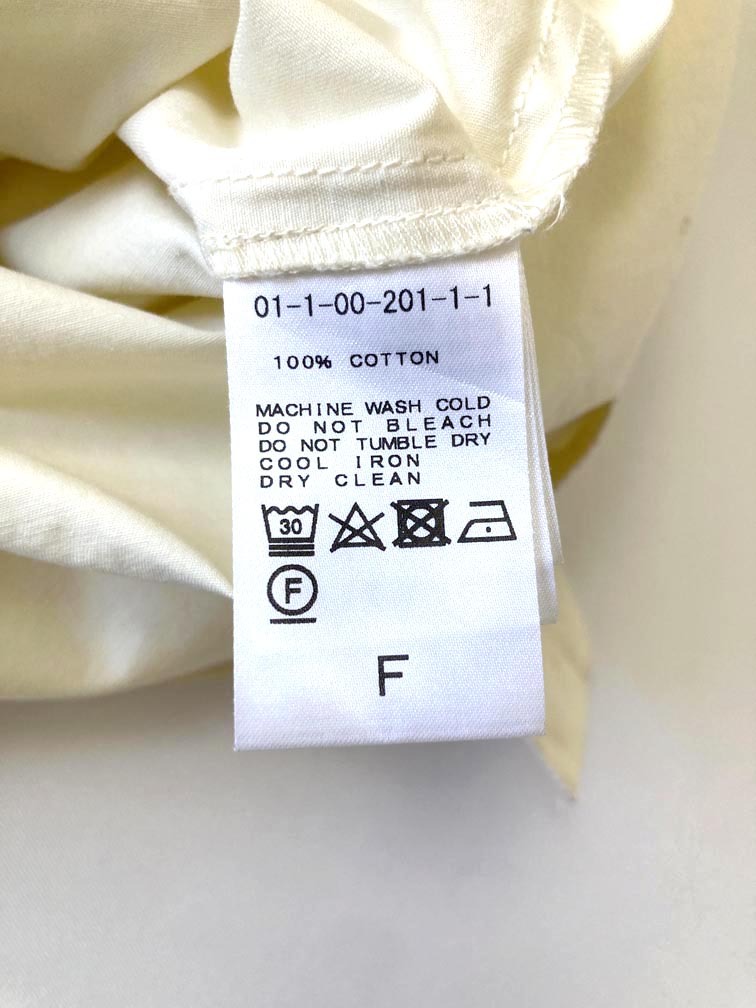 01-1-00-201-1-1
100% COTTON
MACHINE WASH COLD
DO NOT BLEACH
DO NOT TUMBLE DRY
COOL IRON
DRY CLEAN
30
F
F